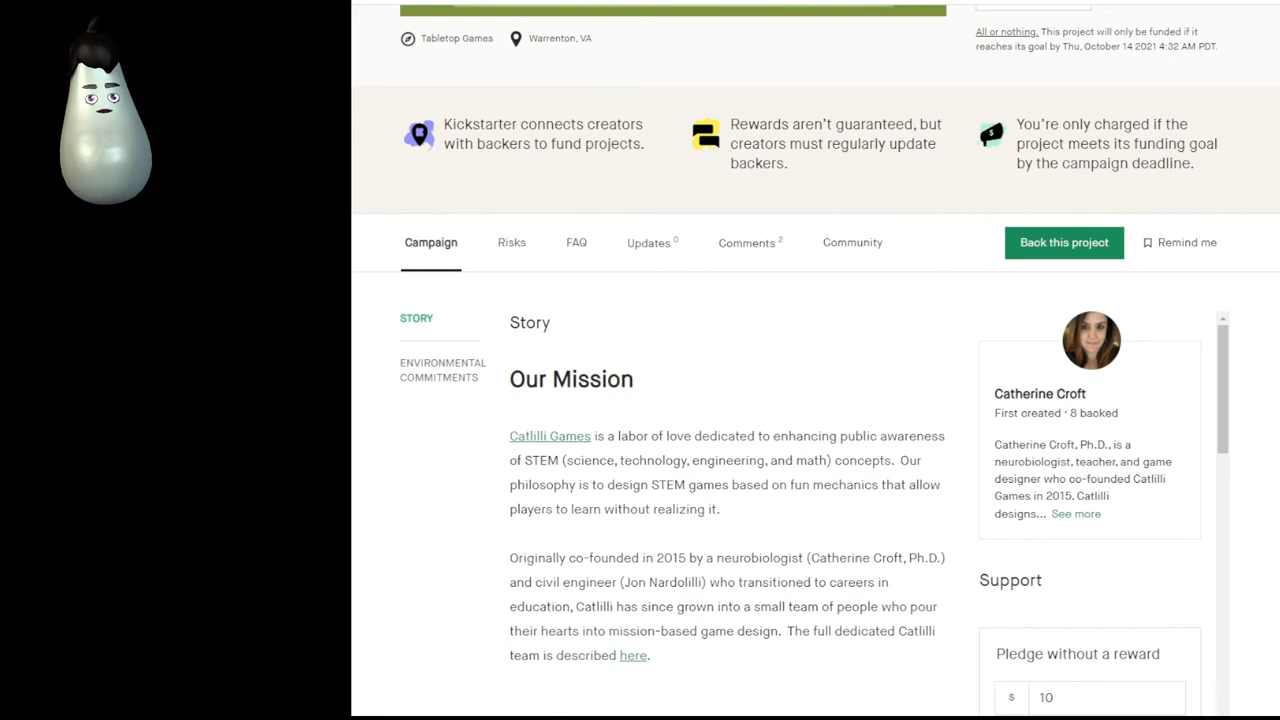 Tabletop Games
Warrenton, VA
All or nothing. This project will only be funded if it
reaches its goal by Thu, October 14 2021 4:32 AM PDT.
Kickstarter connects creators
with backers to fund projects.
Rewards aren't guaranteed, but
creators must regularly update
backers.
You're only charged if the
project meets its funding goal
by the campaign deadline.
Campaign
Risks
FAQ
Updates 0
Comments 2
Community
Back this project
Remind me
STORY
ENVIRONMENTAL
COMMITMENTS
Story
Our Mission
Catlilli Games is a labor of love dedicated to enhancing public awareness
of STEM (science, technology, engineering, and math) concepts. Our
philosophy is to design STEM games based on fun mechanics that allow
players to learn without realizing it.
Originally co-founded in 2015 by a neurobiologist (Catherine Croft, Ph.D.)
and civil engineer (Jon Nardolilli) who transitioned to careers in
education, Catlilli has since grown into a small team of people who pour
their hearts into mission-based game design. The full dedicated Catlilli
team is described here.
Catherine Croft
First created · 8 backed
Catherine Croft, Ph.D., is a
neurobiologist, teacher, and game
designer who co-founded Catlilli
Games in 2015. Catlilli
designs... See more
Support
Pledge without a reward
$ 10